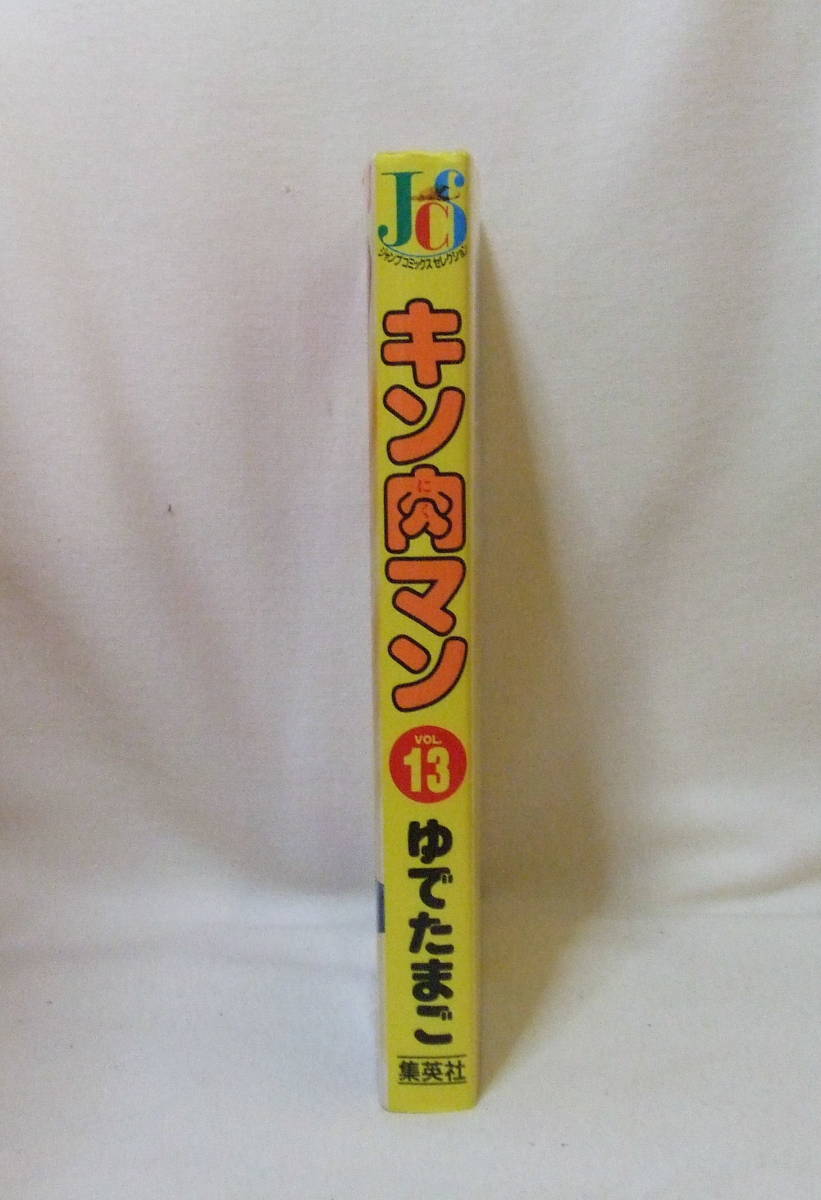 JCS
ジャンプコミックスセレクション
キン肉マン
にく
VOL.
13
ゆでたまご
集英社